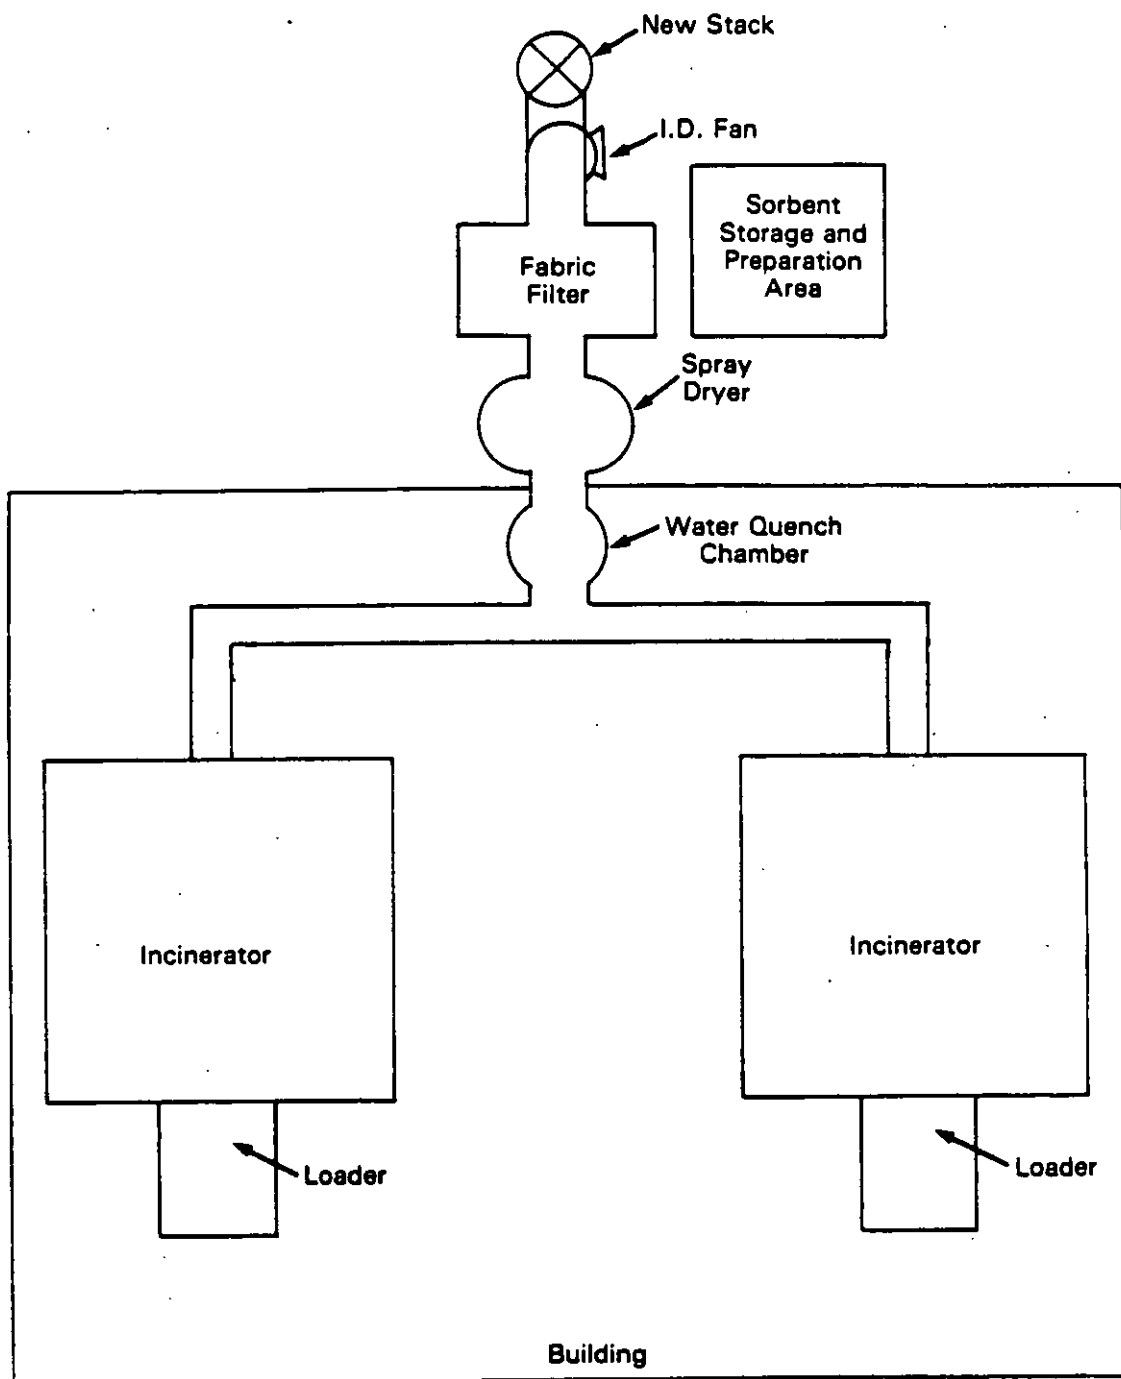 New Stack
I.D. Fan
Sorbent
Storage and
Preparation
Area
Fabric
Filter
Spray
Dryer
Water Quench
Chamber
Incinerator
Incinerator
Loader
Loader
Building